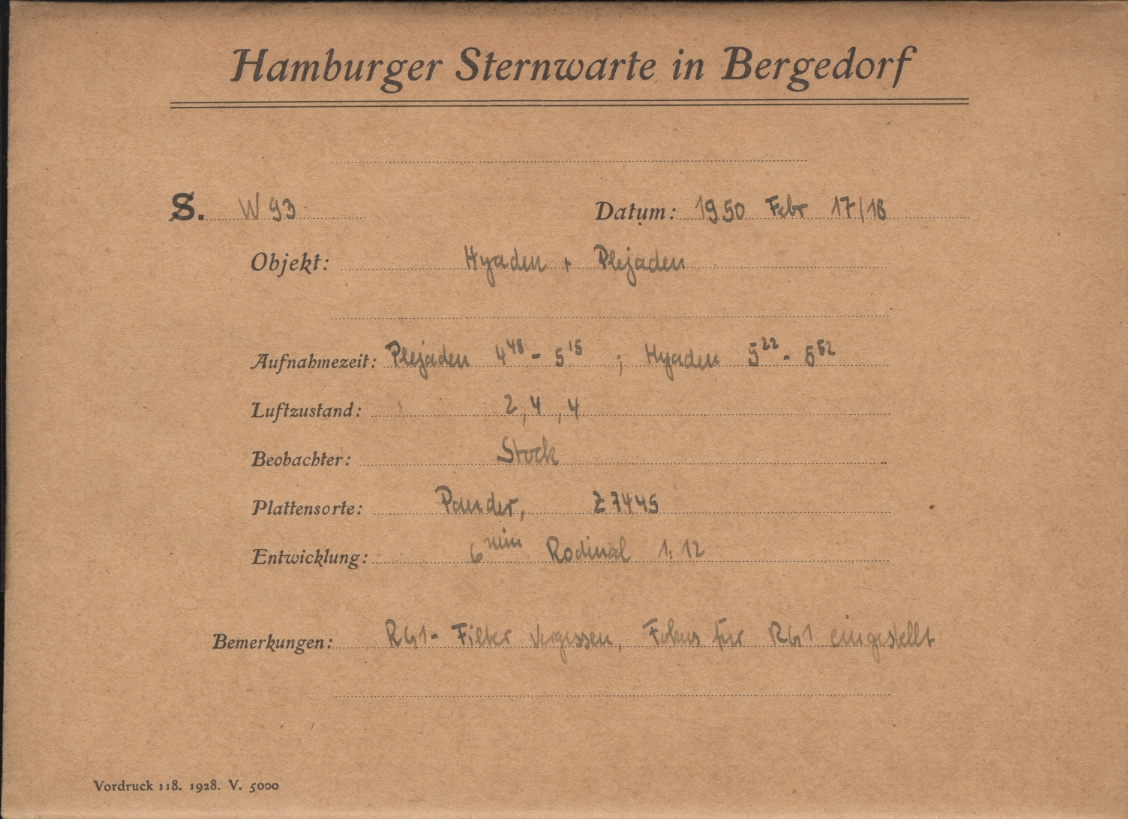 Hamburger Sternwarte in Bergedorf
S. W 93 Datum: 1950 Febr 17/18
Objekt: Hyaden + Plejaden
Aufnahmezeit: Plejaden 4⁴⁸ - 5¹⁵ ; Hyaden 5²² - 5⁵²
Luftzustand: 2, 4, 4
Beobachter: Stock
Plattensorte: Z 7445
Entwicklung: 6 min Rodinal 1:12
Bemerkungen: RG1 - Filter vergessen, Fokus für RG1 eingestellt
Vordruck 118. 1928. V. 5000